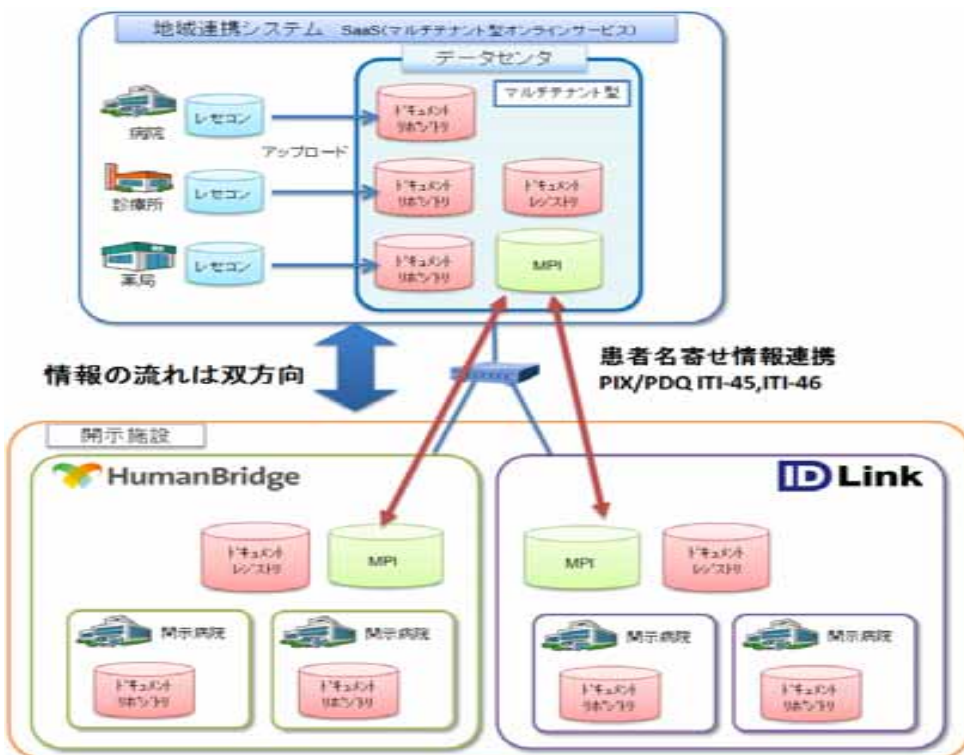 地域連携システム SaaS(マルチテナント型オンラインサービス)
データセンタ
マルチテナント型
病院
レセコン
アップロード
ドキュメント
リポジトリ
診療所
レセコン
ドキュメント
リポジトリ
ドキュメント
レジストリ
薬局
レセコン
ドキュメント
リポジトリ
MPI
情報の流れは双方向
患者名寄せ情報連携
PIX/PDQ ITI-45,ITI-46
開示施設
HumanBridge
ID Link
ドキュメント
レジストリ
MPI
MPI
ドキュメント
レジストリ
開示病院
ドキュメント
リポジトリ
開示病院
ドキュメント
リポジトリ
開示病院
ドキュメント
リポジトリ
開示病院
ドキュメント
リポジトリ